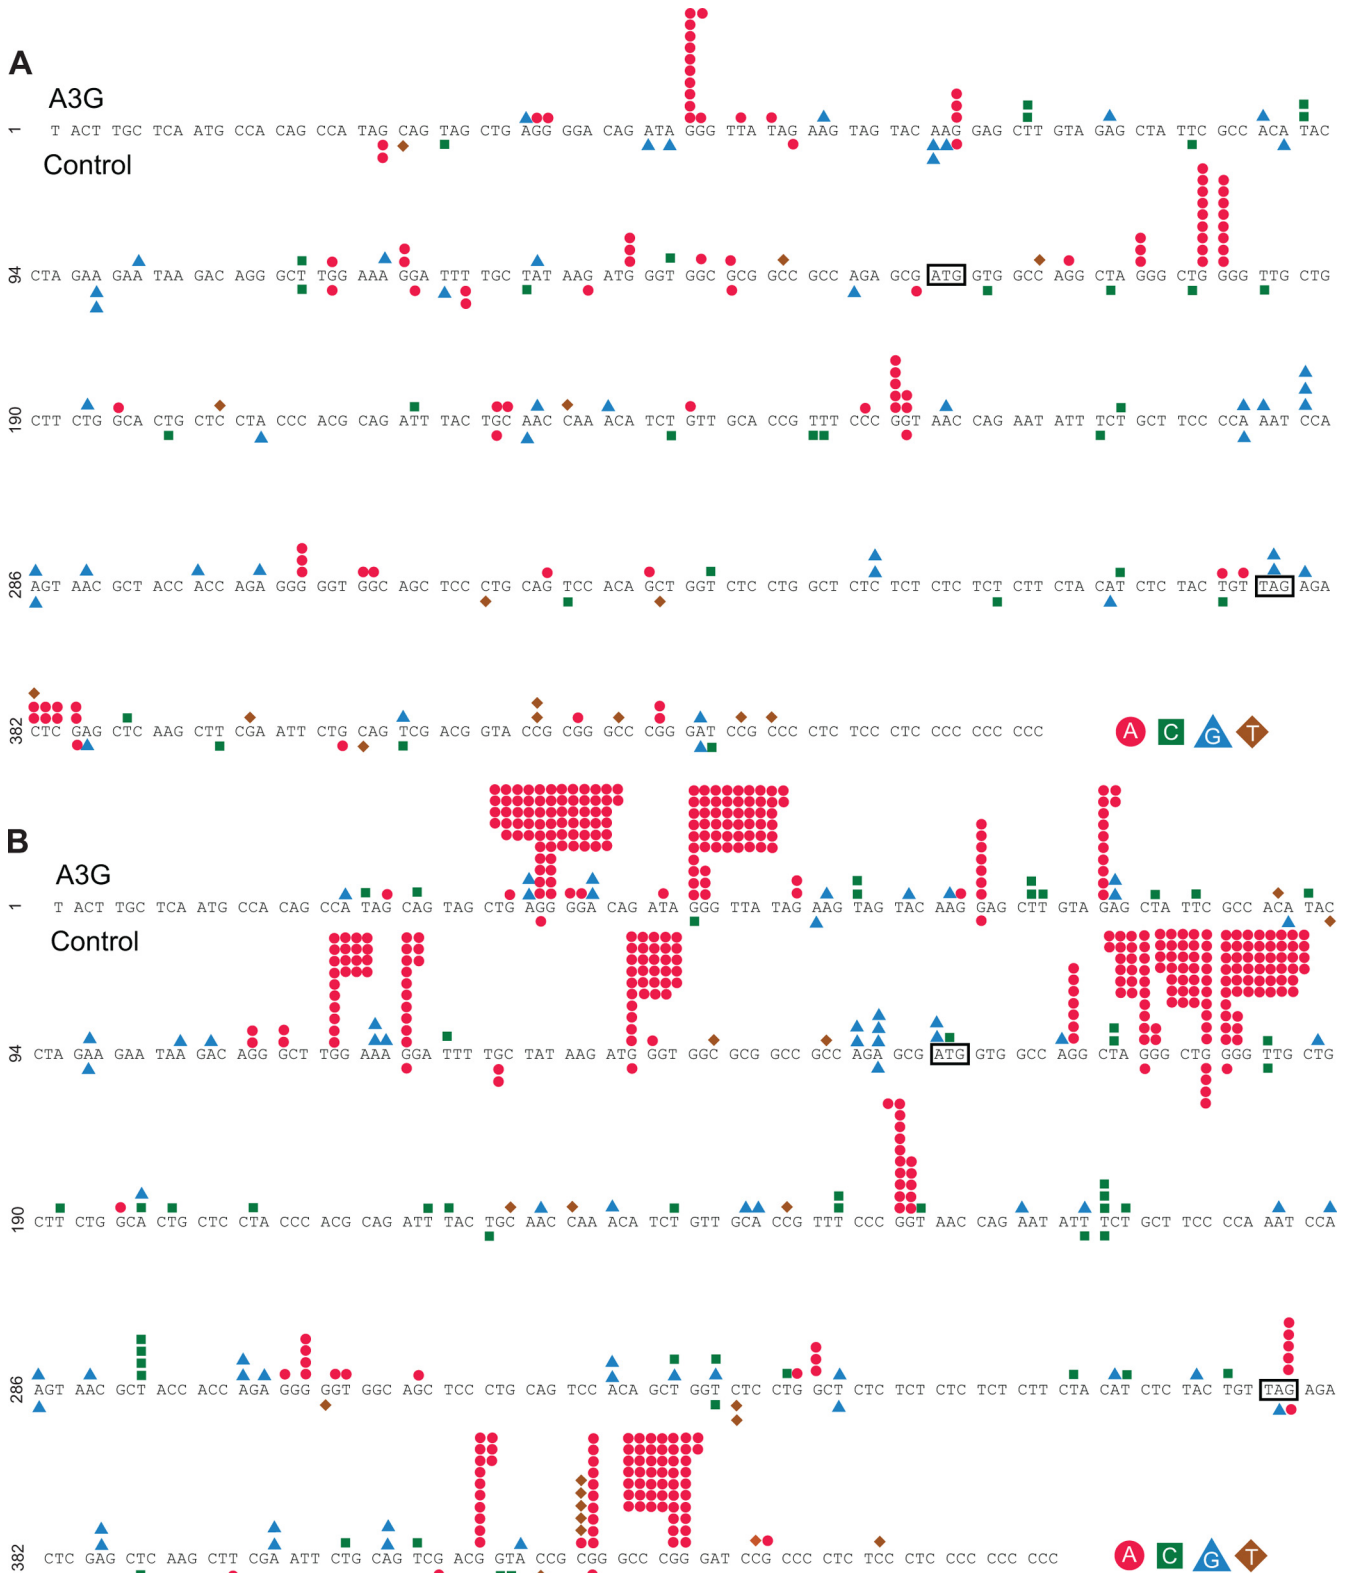 A
A3G
1 T ACT TGC TCA ATG CCA CAG CCA TAG CAG TAG CTG AGG GGA CAG ATA GGG TTA TAG AAG TAG TAC AAG GAG CTT GTA GAG CTA TTC GCC ACA TAC
Control
94 CTA GAA GAA TAA GAC AGG GCT TGG AAA GGA TTT TGC TAT AAG ATG GGT GGC GCG GCC GCC AGA GCG ATG GTG GCC AGG CTA GGG CTG GGG TTG CTG
190 CTT CTG GCA CTG CTC CTA CCC ACG CAG ATT TAC TGC AAC CAA ACA TCT GTT GCA CCG TTT CCC GGT AAC CAG AAT ATT TCT GCT TCC CCA AAT CCA
286 AGT AAC GCT ACC ACC AGA GGG GGT GGC AGC TCC CTG CAG TCC ACA GCT GGT CTC CTG GCT CTC TCT CTC TCT CTT CTA CAT CTC TAC TGT TAG AGA
382 CTC GAG CTC AAG CTT CGA ATT CTG CAG TCG ACG GTA CCG CGG GCC CGG GAT CCG CCC CTC TCC CTC CCC CCC CCC
A C G T
B
A3G
1 T ACT TGC TCA ATG CCA CAG CCA TAG CAG TAG CTG AGG GGA CAG ATA GGG TTA TAG AAG TAG TAC AAG GAG CTT GTA GAG CTA TTC GCC ACA TAC
Control
94 CTA GAA GAA TAA GAC AGG GCT TGG AAA GGA TTT TGC TAT AAG ATG GGT GGC GCG GCC GCC AGA GCG ATG GTG GCC AGG CTA GGG CTG GGG TTG CTG
190 CTT CTG GCA CTG CTC CTA CCC ACG CAG ATT TAC TGC AAC CAA ACA TCT GTT GCA CCG TTT CCC GGT AAC CAG AAT ATT TCT GCT TCC CCA AAT CCA
286 AGT AAC GCT ACC ACC AGA GGG GGT GGC AGC TCC CTG CAG TCC ACA GCT GGT CTC CTG GCT CTC TCT CTC TCT CTT CTA CAT CTC TAC TGT TAG AGA
382 CTC GAG CTC AAG CTT CGA ATT CTG CAG TCG ACG GTA CCG CGG GCC CGG GAT CCG CCC CTC TCC CTC CCC CCC CCC
A C G T